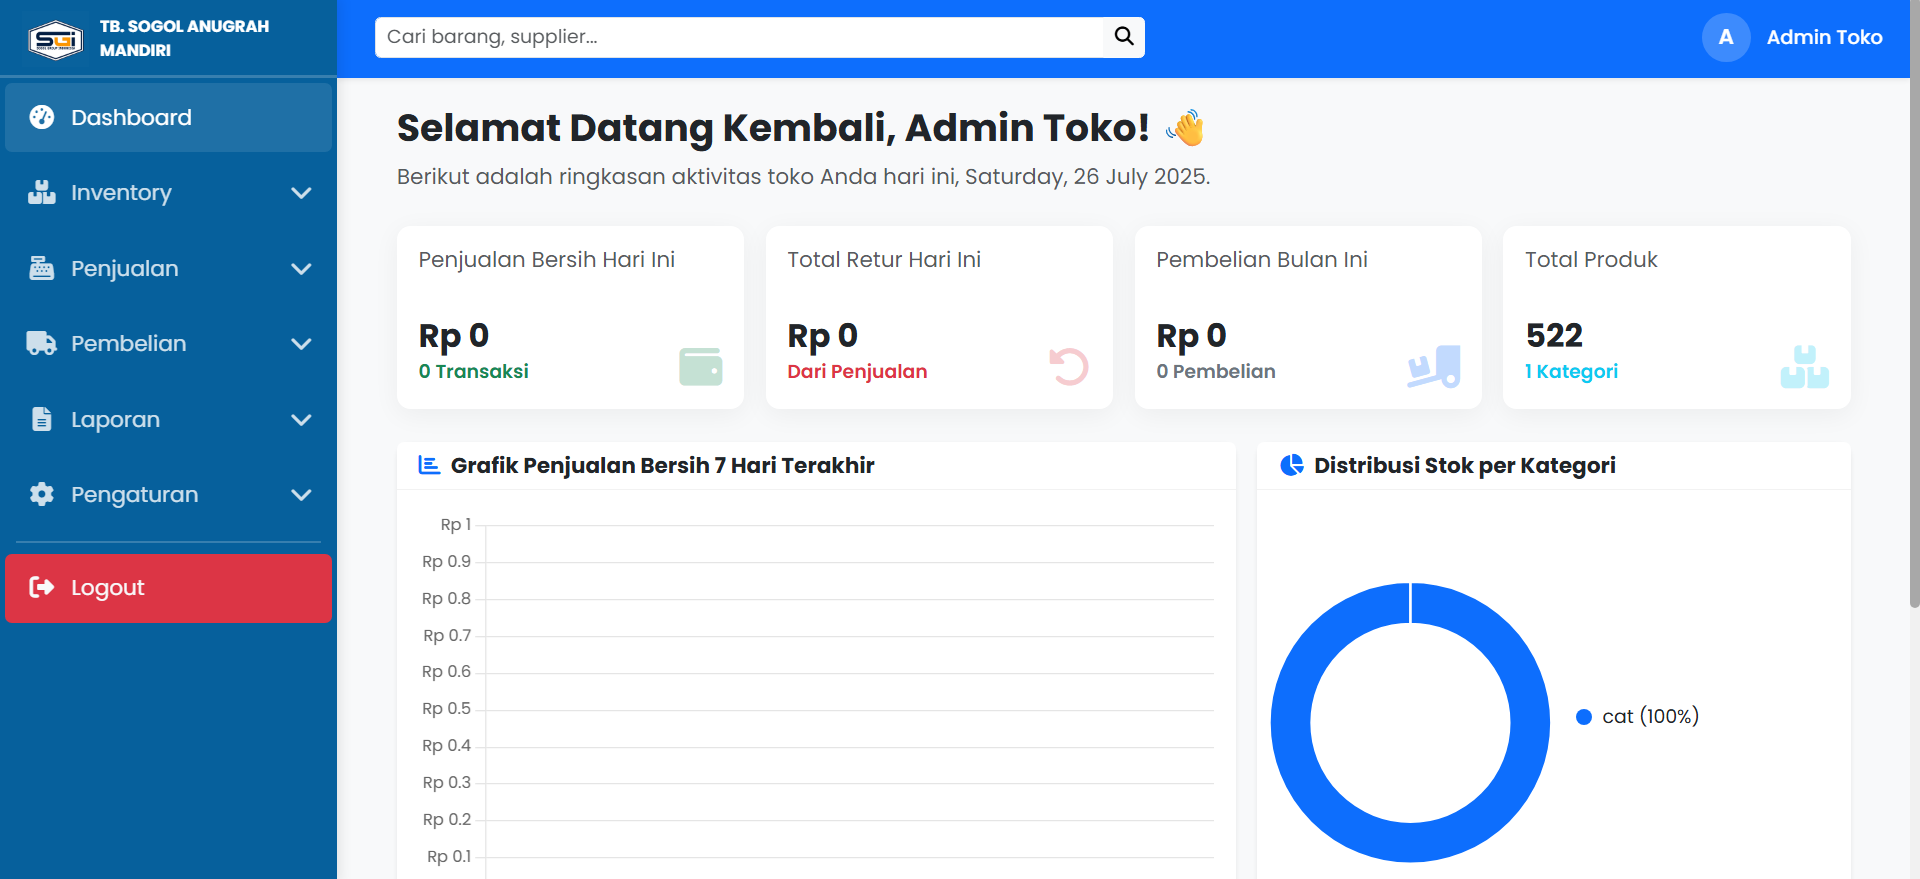 SGi
TB. SOGOL ANUGRAH
MANDIRI
Cari barang, supplier...
A
Admin Toko
Dashboard
Inventory
Penjualan
Pembelian
Laporan
Pengaturan
Logout
Selamat Datang Kembali, Admin Toko! 👋
Berikut adalah ringkasan aktivitas toko Anda hari ini, Saturday, 26 July 2025.
Penjualan Bersih Hari Ini
Rp 0
0 Transaksi
Total Retur Hari Ini
Rp 0
Dari Penjualan
Pembelian Bulan Ini
Rp 0
0 Pembelian
Total Produk
522
1 Kategori
Grafik Penjualan Bersih 7 Hari Terakhir
Rp 1
Rp 0.9
Rp 0.8
Rp 0.7
Rp 0.6
Rp 0.5
Rp 0.4
Rp 0.3
Rp 0.2
Rp 0.1
Distribusi Stok per Kategori
cat (100%)